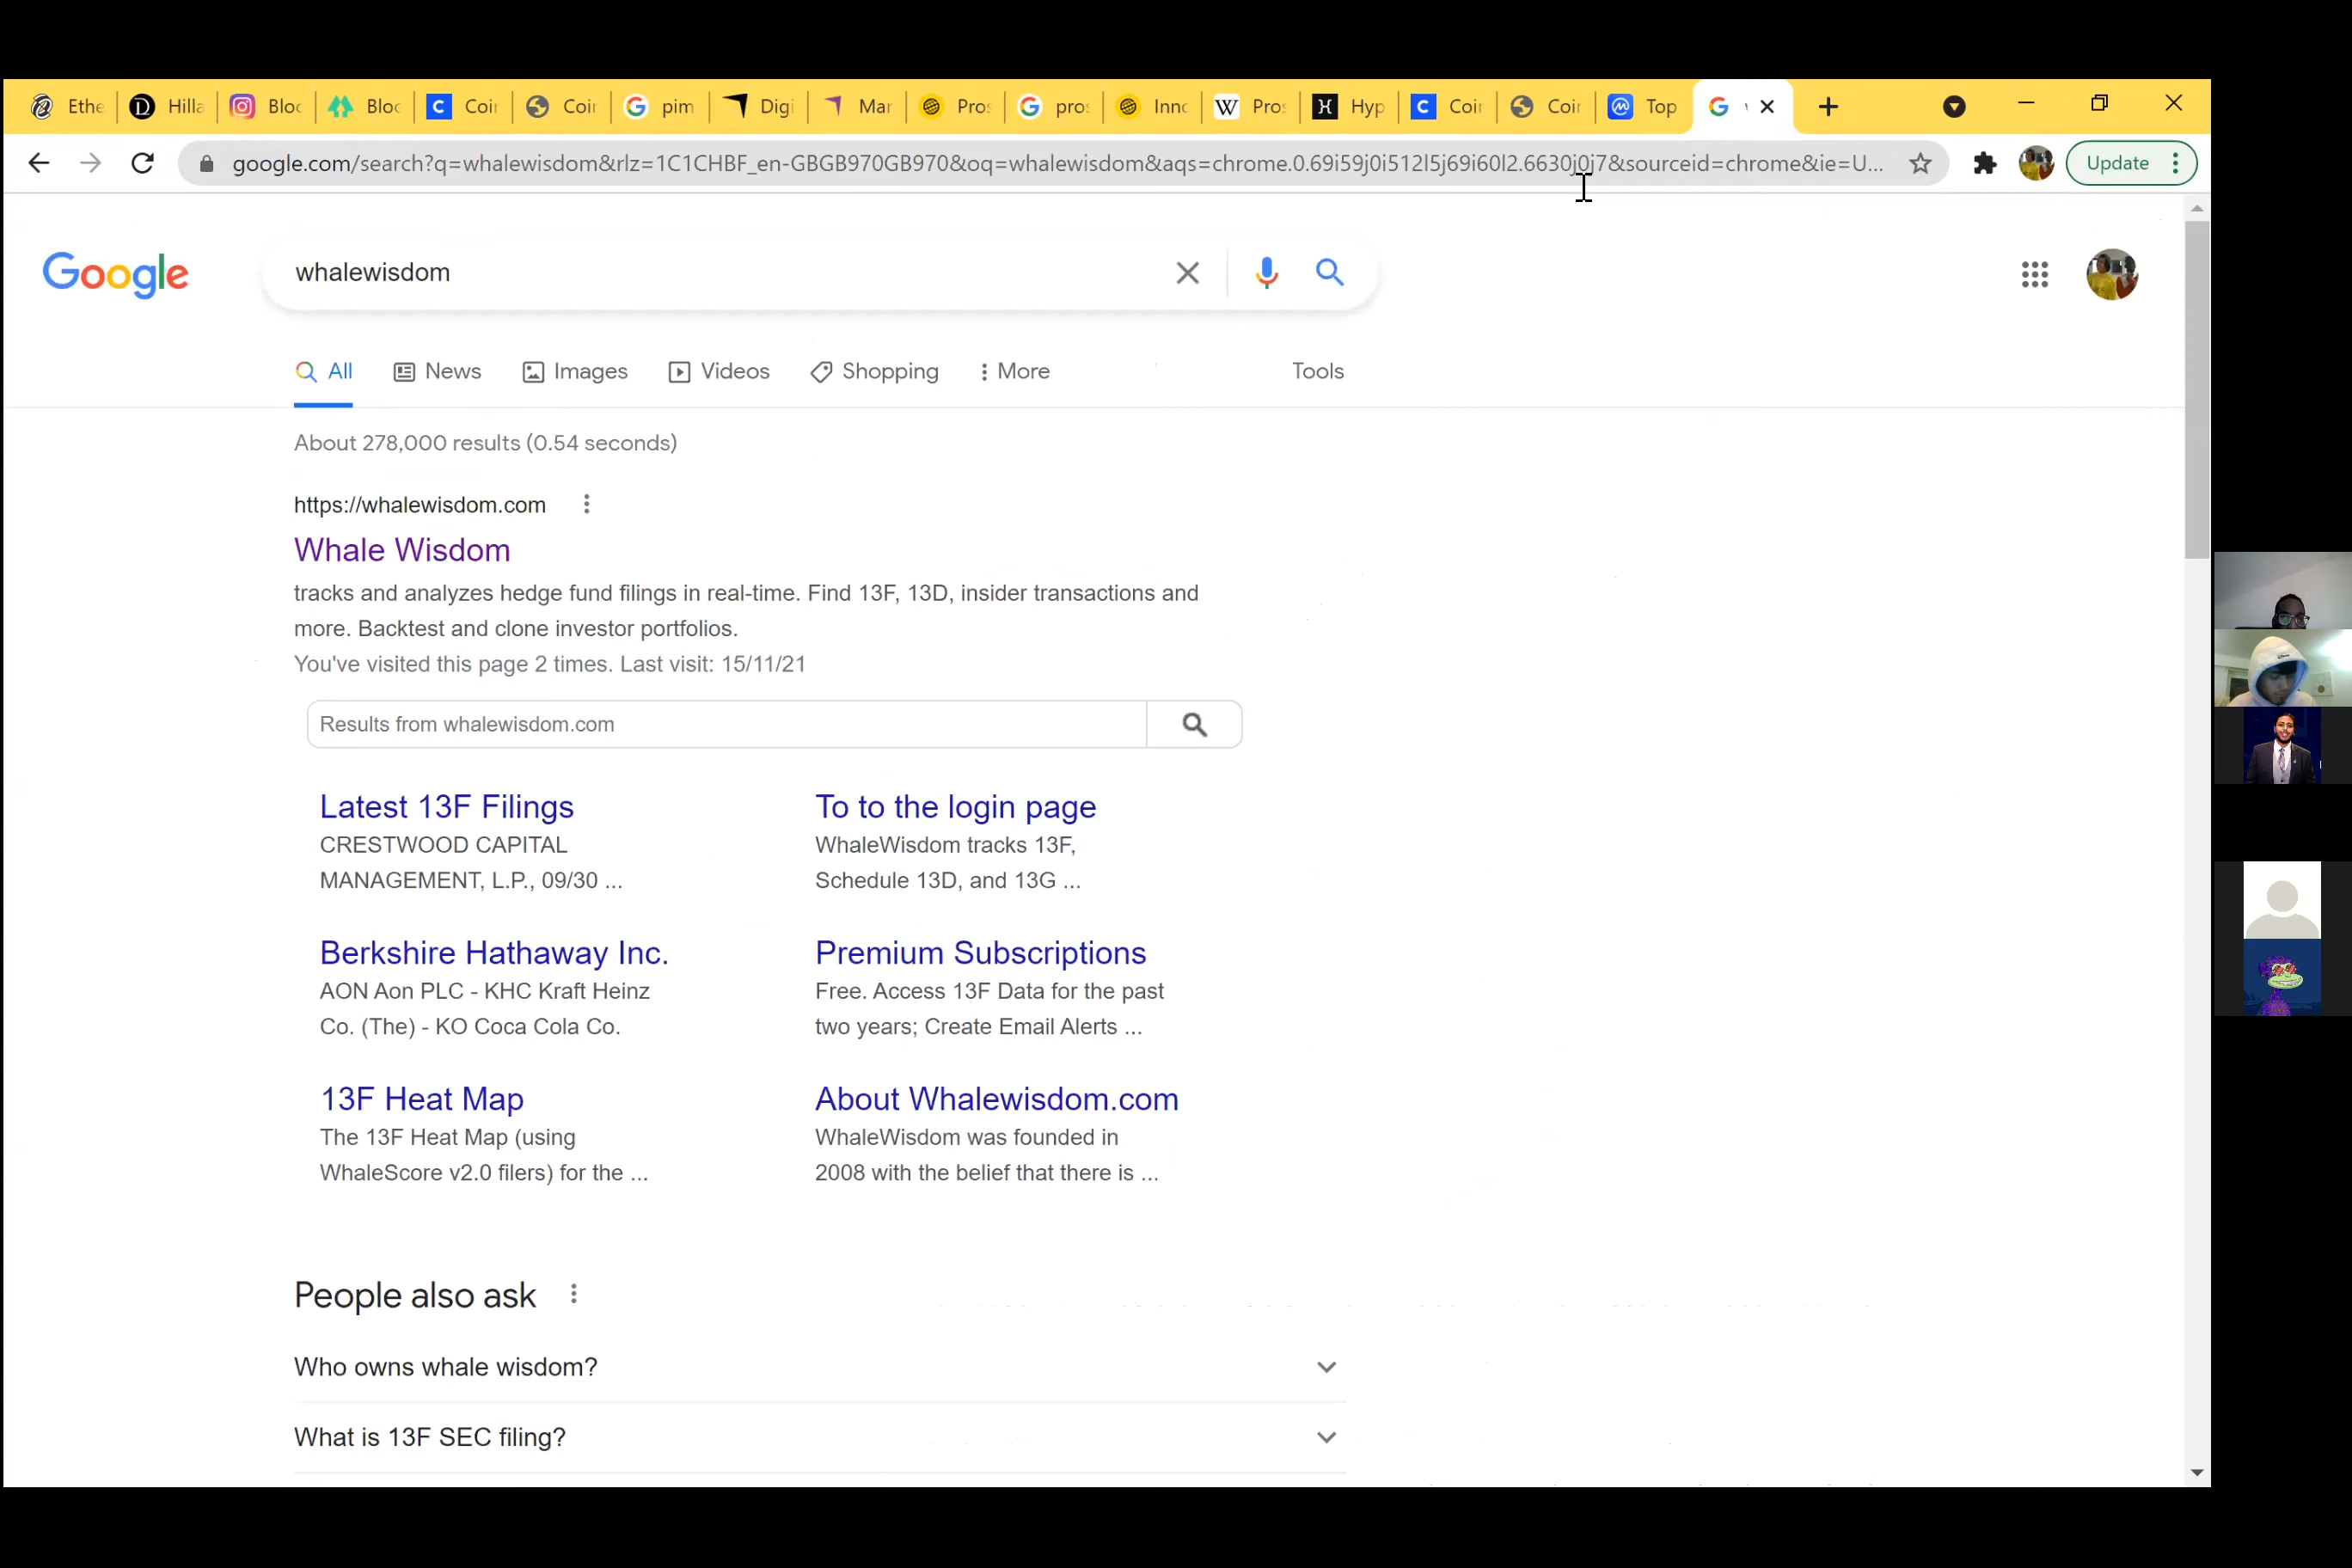 Ethe
Hilla
Bloc
Bloc
Coin
Coin
pim
Digi
Mar
Pros
pros
Inno
Pros
Hyp
Coin
Coin
Top
google.com/search?q=whalewisdom&rlz=1C1CHBF_en-GBGB970GB970&oq=whalewisdom&aqs=chrome.0.69i59j0i512l5j69i60l2.6630j0j7&sourceid=chrome&ie=U...
Update
Google
whalewisdom
All
News
Images
Videos
Shopping
More
Tools
About 278,000 results (0.54 seconds)
https://whalewisdom.com
Whale Wisdom
tracks and analyzes hedge fund filings in real-time. Find 13F, 13D, insider transactions and
more. Backtest and clone investor portfolios.
You've visited this page 2 times. Last visit: 15/11/21
Results from whalewisdom.com
Latest 13F Filings
CRESTWOOD CAPITAL
MANAGEMENT, L.P., 09/30 ...
To to the login page
WhaleWisdom tracks 13F,
Schedule 13D, and 13G ...
Berkshire Hathaway Inc.
AON Aon PLC - KHC Kraft Heinz
Co. (The) - KO Coca Cola Co.
Premium Subscriptions
Free. Access 13F Data for the past
two years; Create Email Alerts ...
13F Heat Map
The 13F Heat Map (using
WhaleScore v2.0 filers) for the ...
About Whalewisdom.com
WhaleWisdom was founded in
2008 with the belief that there is ...
People also ask
Who owns whale wisdom?
What is 13F SEC filing?